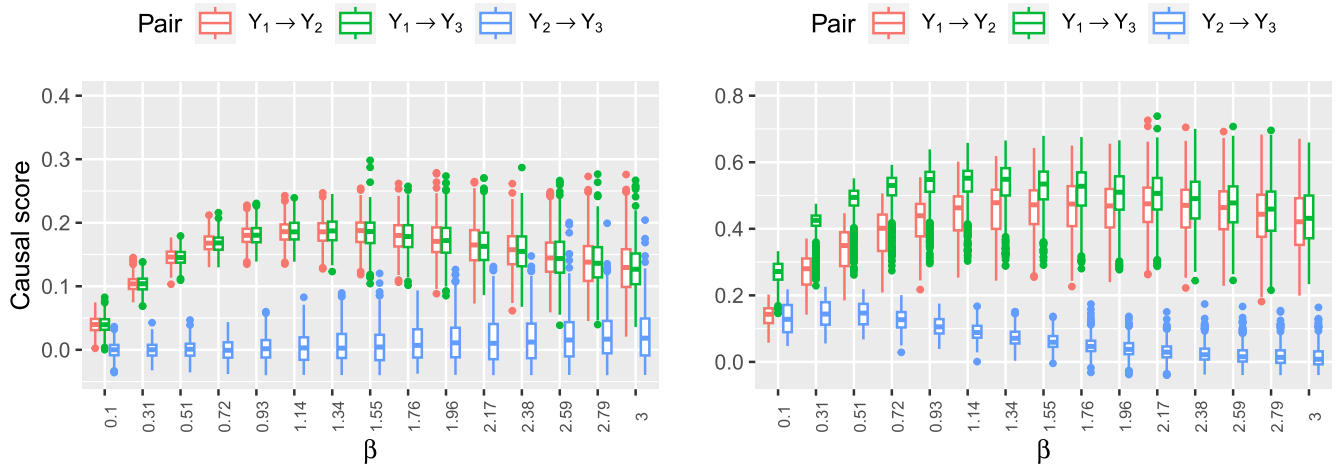 Pair Y₁ → Y₂ Y₁ → Y₃ Y₂ → Y₃
Causal score
0.4
0.3
0.2
0.1
0.0
0.1 0.31 0.51 0.72 0.93 1.14 1.34 1.55 1.76 1.96 2.17 2.38 2.59 2.79 3
β
Pair Y₁ → Y₂ Y₁ → Y₃ Y₂ → Y₃
0.8
0.6
0.4
0.2
0.0
0.1 0.31 0.51 0.72 0.93 1.14 1.34 1.55 1.76 1.96 2.17 2.38 2.59 2.79 3
β